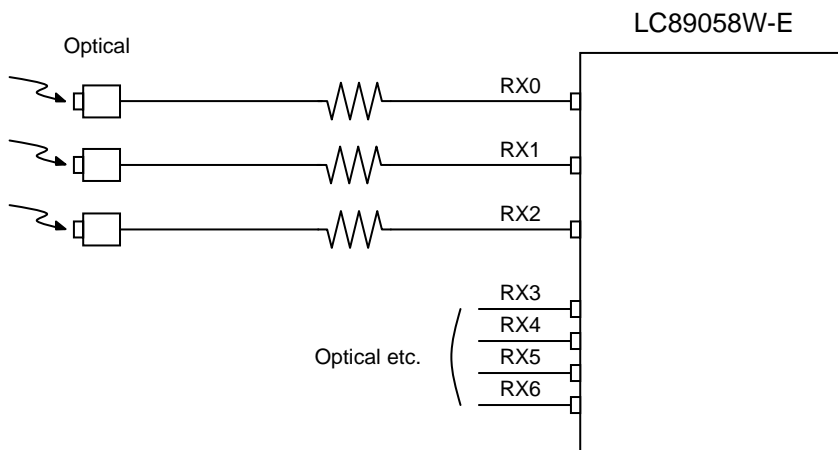 LC89058W-E
Optical
RX0
RX1
RX2
RX3
RX4
Optical etc.
RX5
RX6